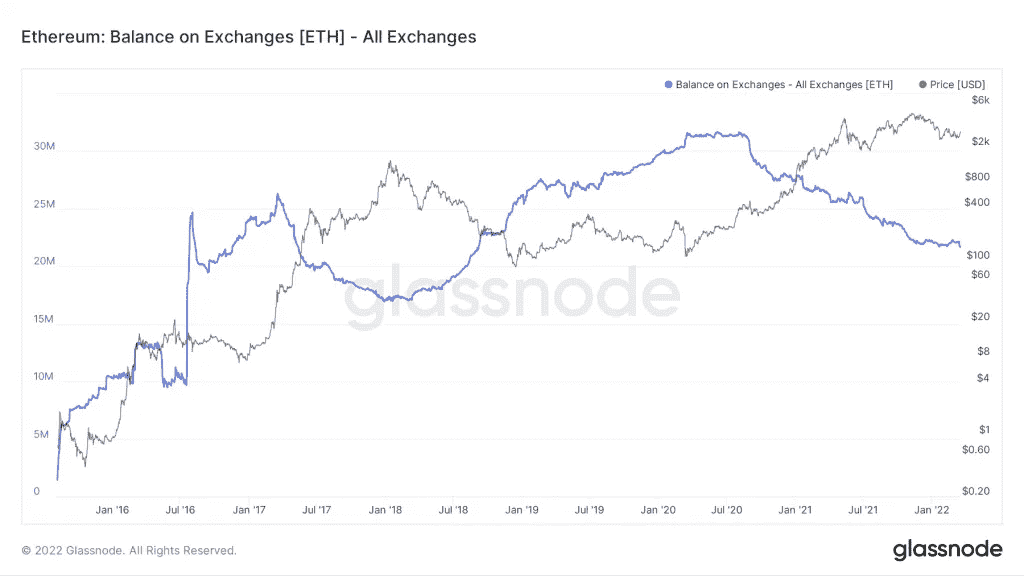 Ethereum: Balance on Exchanges [ETH] - All Exchanges
Balance on Exchanges - All Exchanges [ETH] Price [USD]
$6k
30M
$2k
$800
25M
$400
20M
$100
$60
glassnode
15M
$20
$8
10M
$4
5M
$1
$0.60
0
$0.20
Jan '16 Jul '16 Jan '17 Jul '17 Jan '18 Jul '18 Jan '19 Jul '19 Jan '20 Jul '20 Jan '21 Jul '21 Jan '22
© 2022 Glassnode. All Rights Reserved.
glassnode